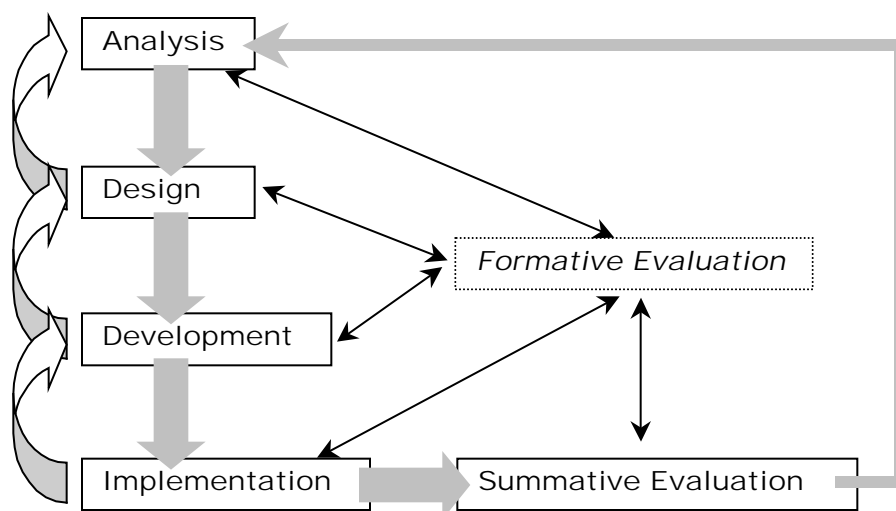 Analysis
Design
Formative Evaluation
Development
Implementation
Summative Evaluation